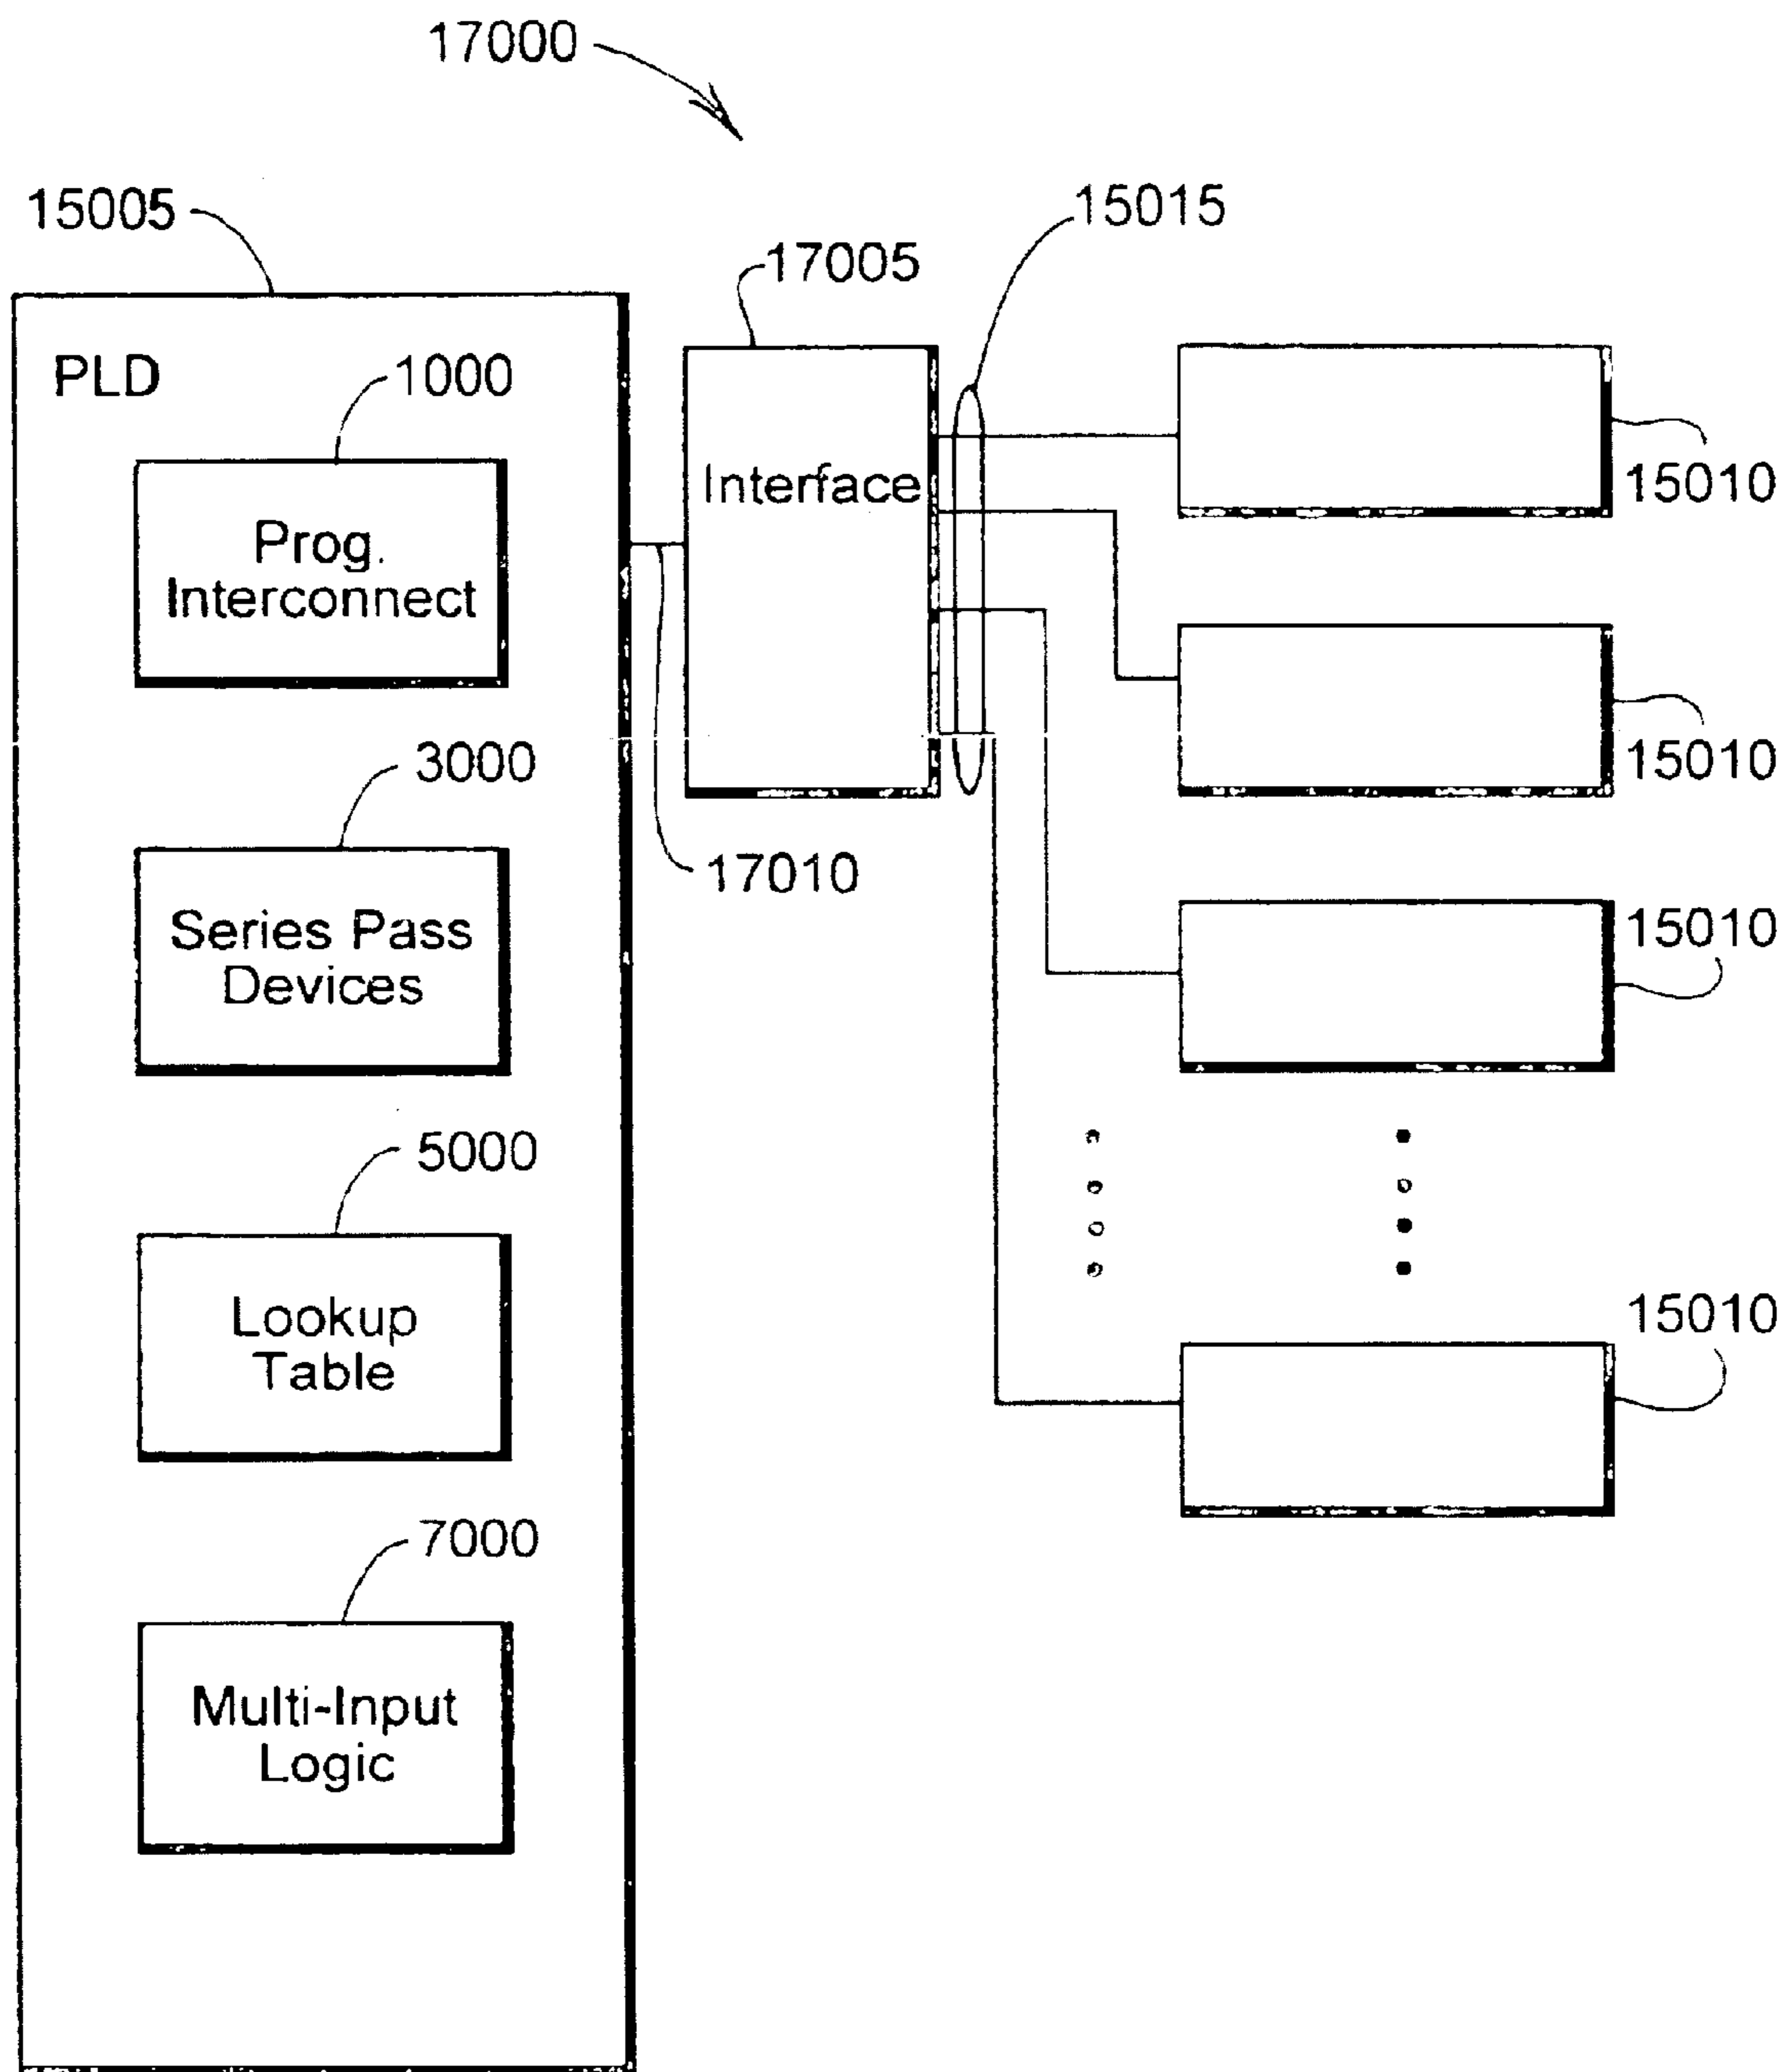 17000
15005
15015
17005
PLD
1000
Interface
15010
Prog.
Interconnect
3000
15010
17010
15010
Series Pass
Devices
5000
Lookup
Table
15010
7000
Multi-Input
Logic